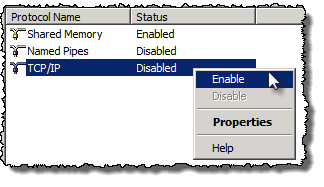 Protocol Name Status
Shared Memory Enabled
Named Pipes Disabled
TCP/IP Disabled
Enable
Disable
Properties
Help